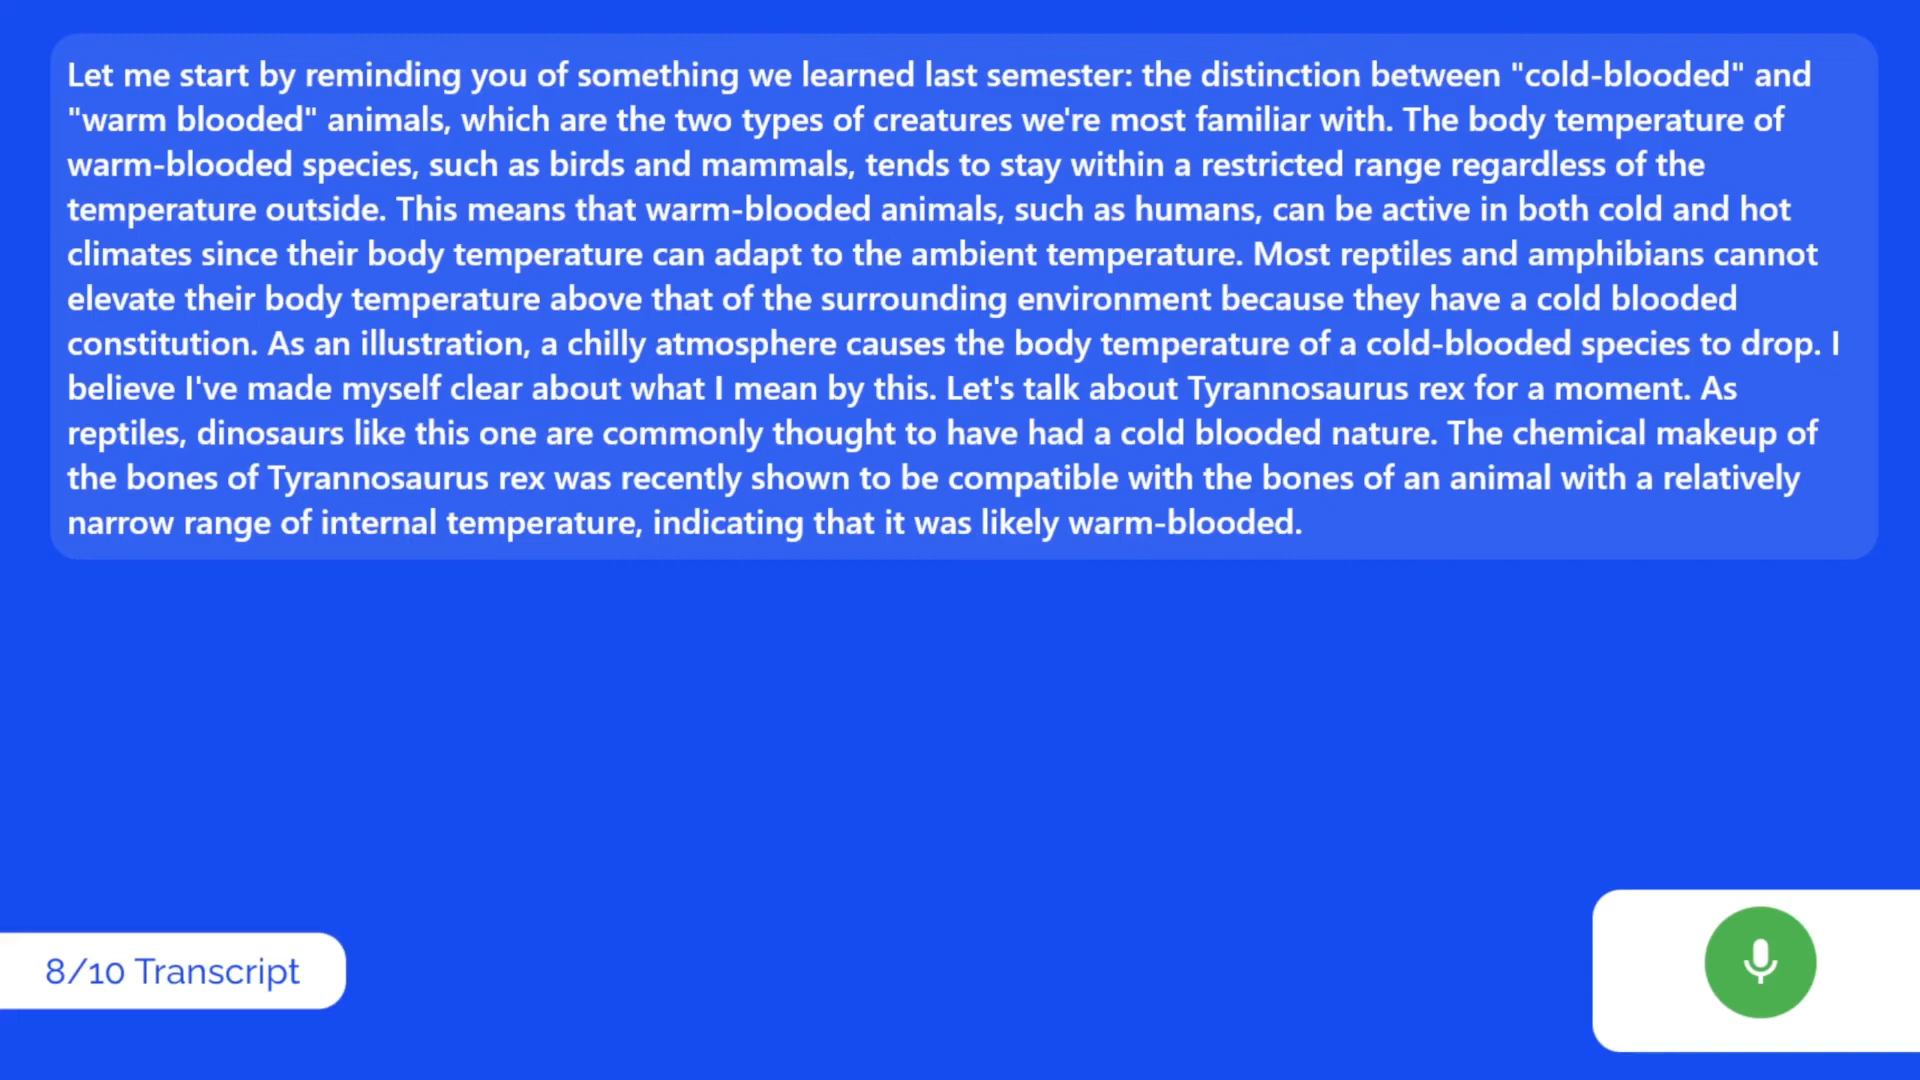 Let me start by reminding you of something we learned last semester: the distinction between "cold-blooded" and
"warm blooded" animals, which are the two types of creatures we're most familiar with. The body temperature of
warm-blooded species, such as birds and mammals, tends to stay within a restricted range regardless of the
temperature outside. This means that warm-blooded animals, such as humans, can be active in both cold and hot
climates since their body temperature can adapt to the ambient temperature. Most reptiles and amphibians cannot
elevate their body temperature above that of the surrounding environment because they have a cold blooded
constitution. As an illustration, a chilly atmosphere causes the body temperature of a cold-blooded species to drop. I
believe I've made myself clear about what I mean by this. Let's talk about Tyrannosaurus rex for a moment. As
reptiles, dinosaurs like this one are commonly thought to have had a cold blooded nature. The chemical makeup of
the bones of Tyrannosaurus rex was recently shown to be compatible with the bones of an animal with a relatively
narrow range of internal temperature, indicating that it was likely warm-blooded.
8/10 Transcript